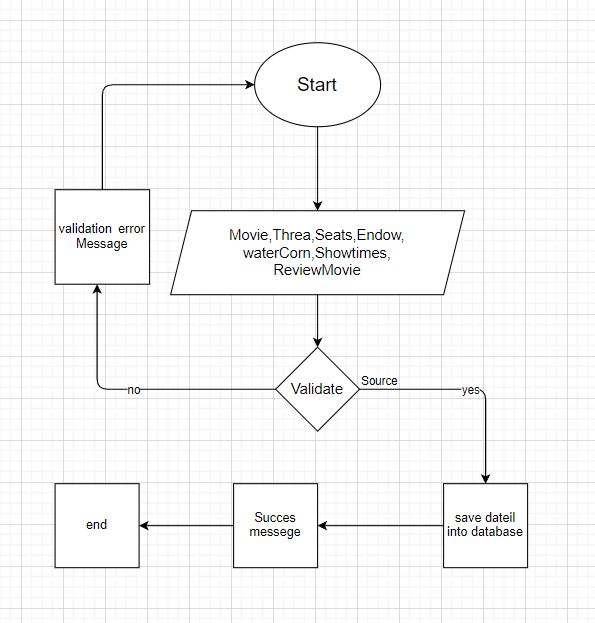 Start
validation error
Message
Movie,Threa,Seats,Endow,
waterCorn,Showtimes,
ReviewMovie
Validate
Source
no
yes
end
Succes
messege
save dateil
into database